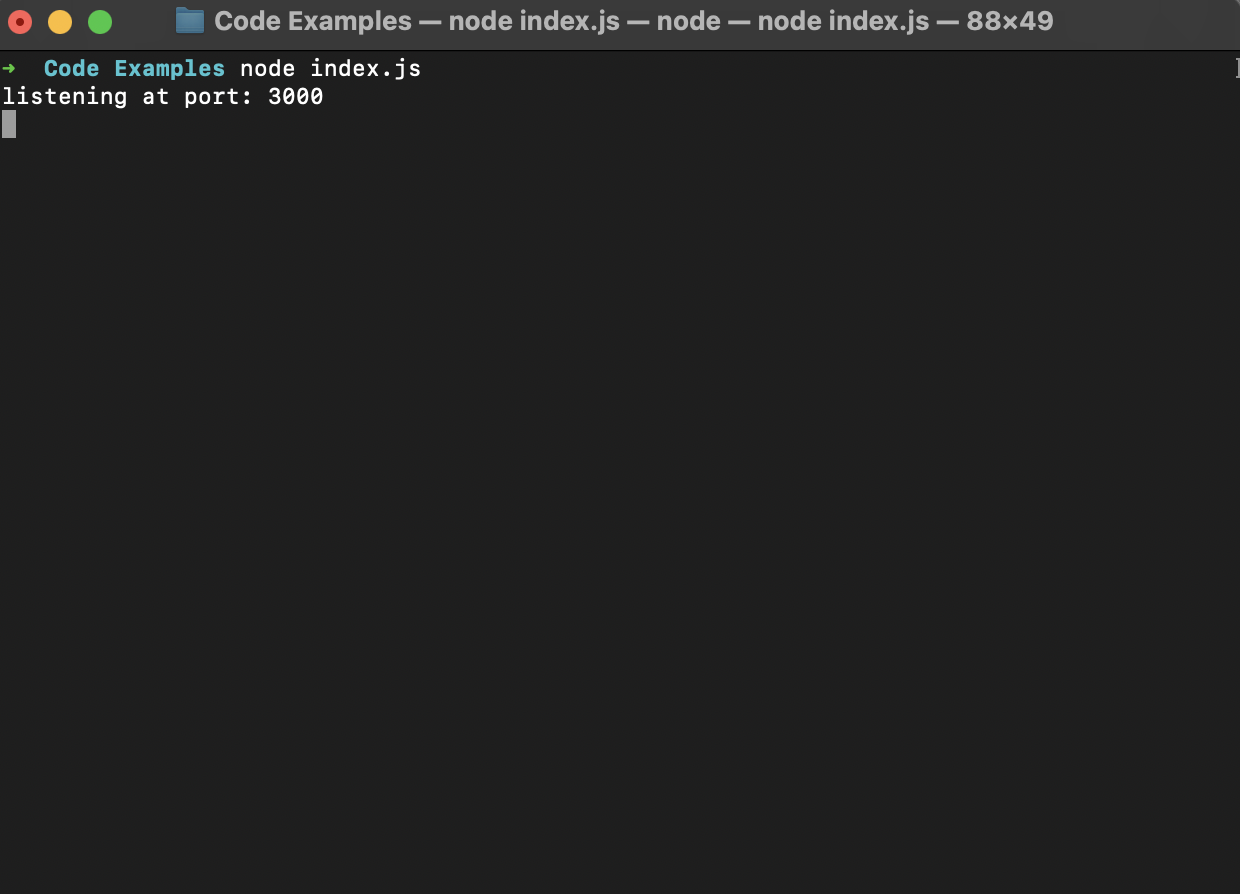 Code Examples — node index.js — node — node index.js — 88×49
➜  Code Examples node index.js
listening at port: 3000